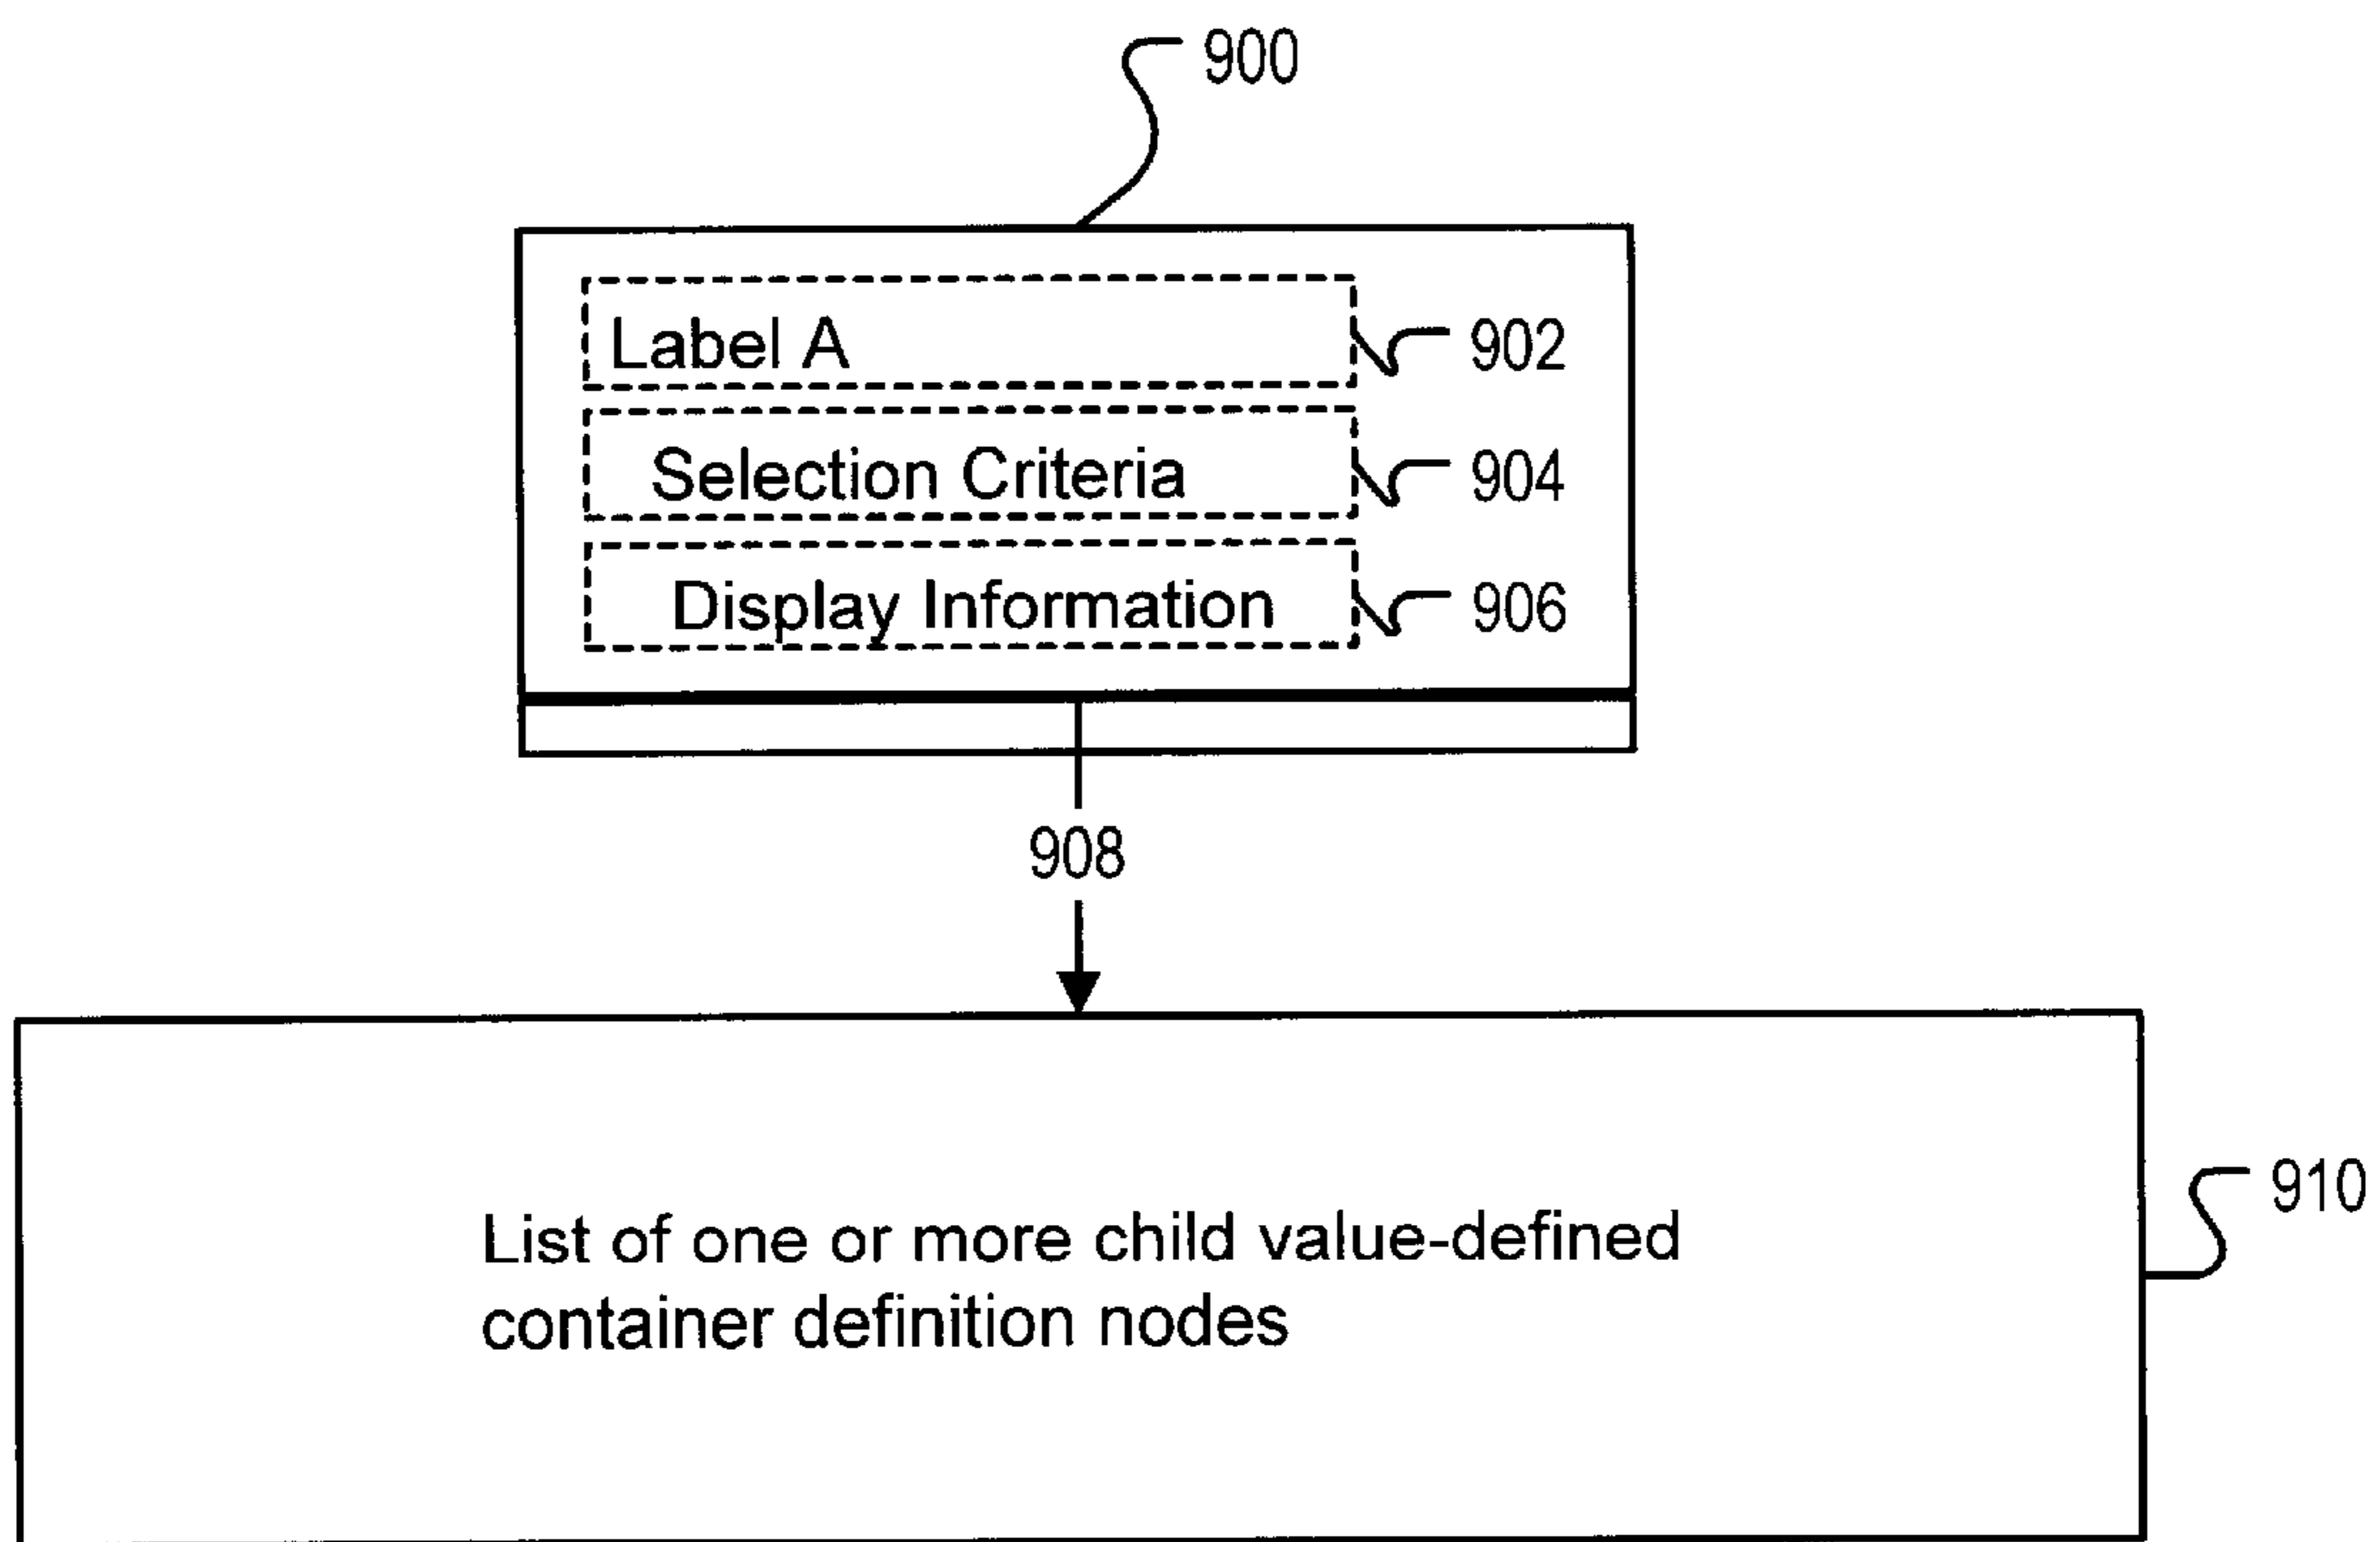 900
Label A
902
Selection Criteria
904
Display Information
906
908
910
List of one or more child value-defined
container definition nodes